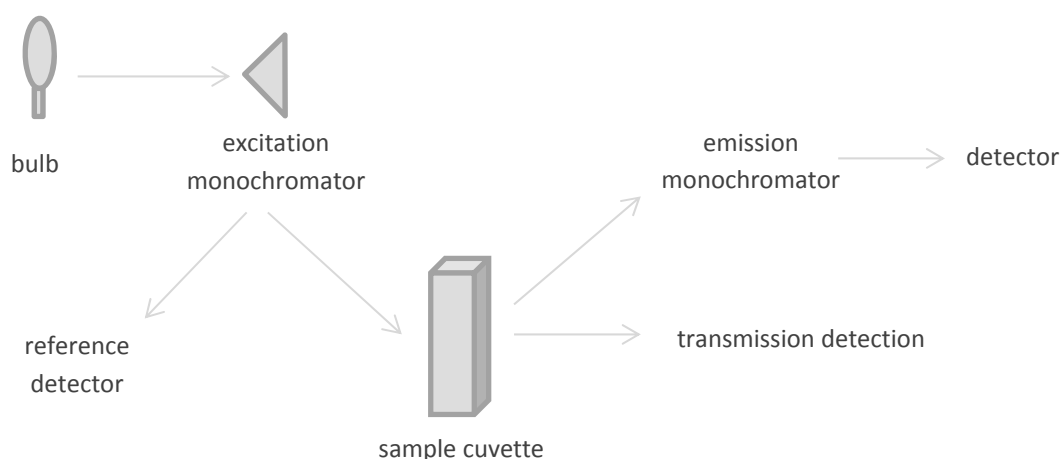 bulb
excitation
monochromator
emission
monochromator
detector
reference
detector
transmission detection
sample cuvette